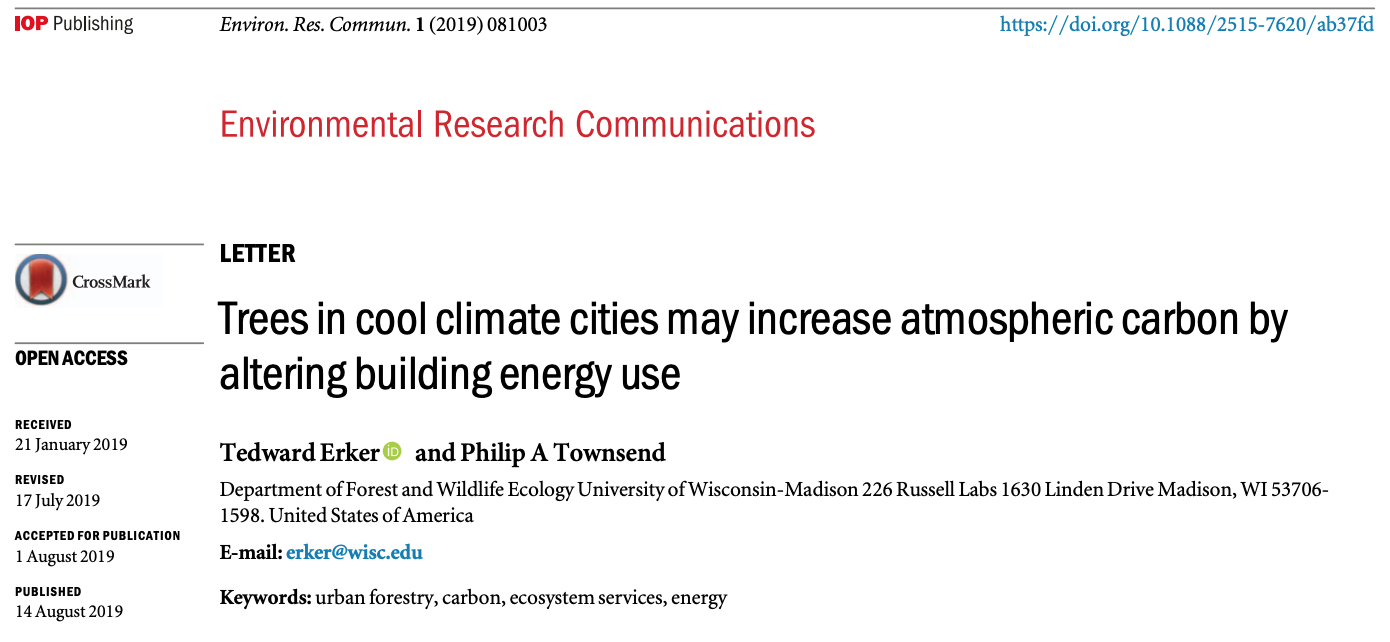 IOP Publishing
Environ. Res. Commun. 1 (2019) 081003
https://doi.org/10.1088/2515-7620/ab37fd
Environmental Research Communications
CrossMark
OPEN ACCESS
RECEIVED
21 January 2019
REVISED
17 July 2019
ACCEPTED FOR PUBLICATION
1 August 2019
PUBLISHED
14 August 2019
LETTER
Trees in cool climate cities may increase atmospheric carbon by
altering building energy use
Tedward Erker iD and Philip A Townsend
Department of Forest and Wildlife Ecology University of Wisconsin-Madison 226 Russell Labs 1630 Linden Drive Madison, WI 53706-
1598. United States of America
E-mail: erker@wisc.edu
Keywords: urban forestry, carbon, ecosystem services, energy